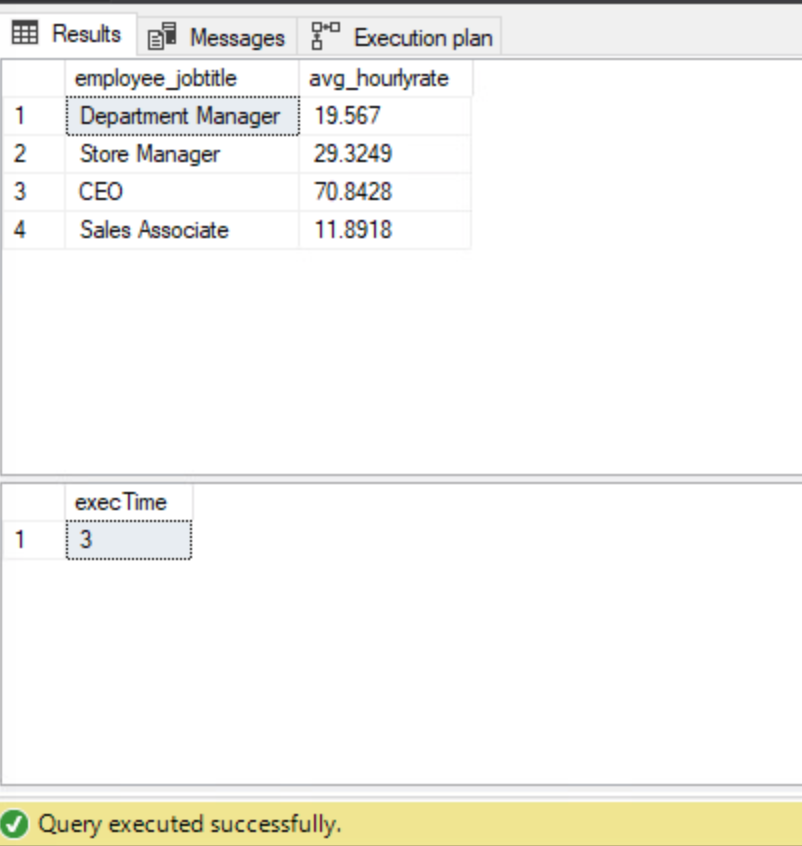 Results Messages Execution plan
employee_jobtitle avg_hourlyrate
1 Department Manager 19.567
2 Store Manager 29.3249
3 CEO 70.8428
4 Sales Associate 11.8918
execTime
1 3
Query executed successfully.